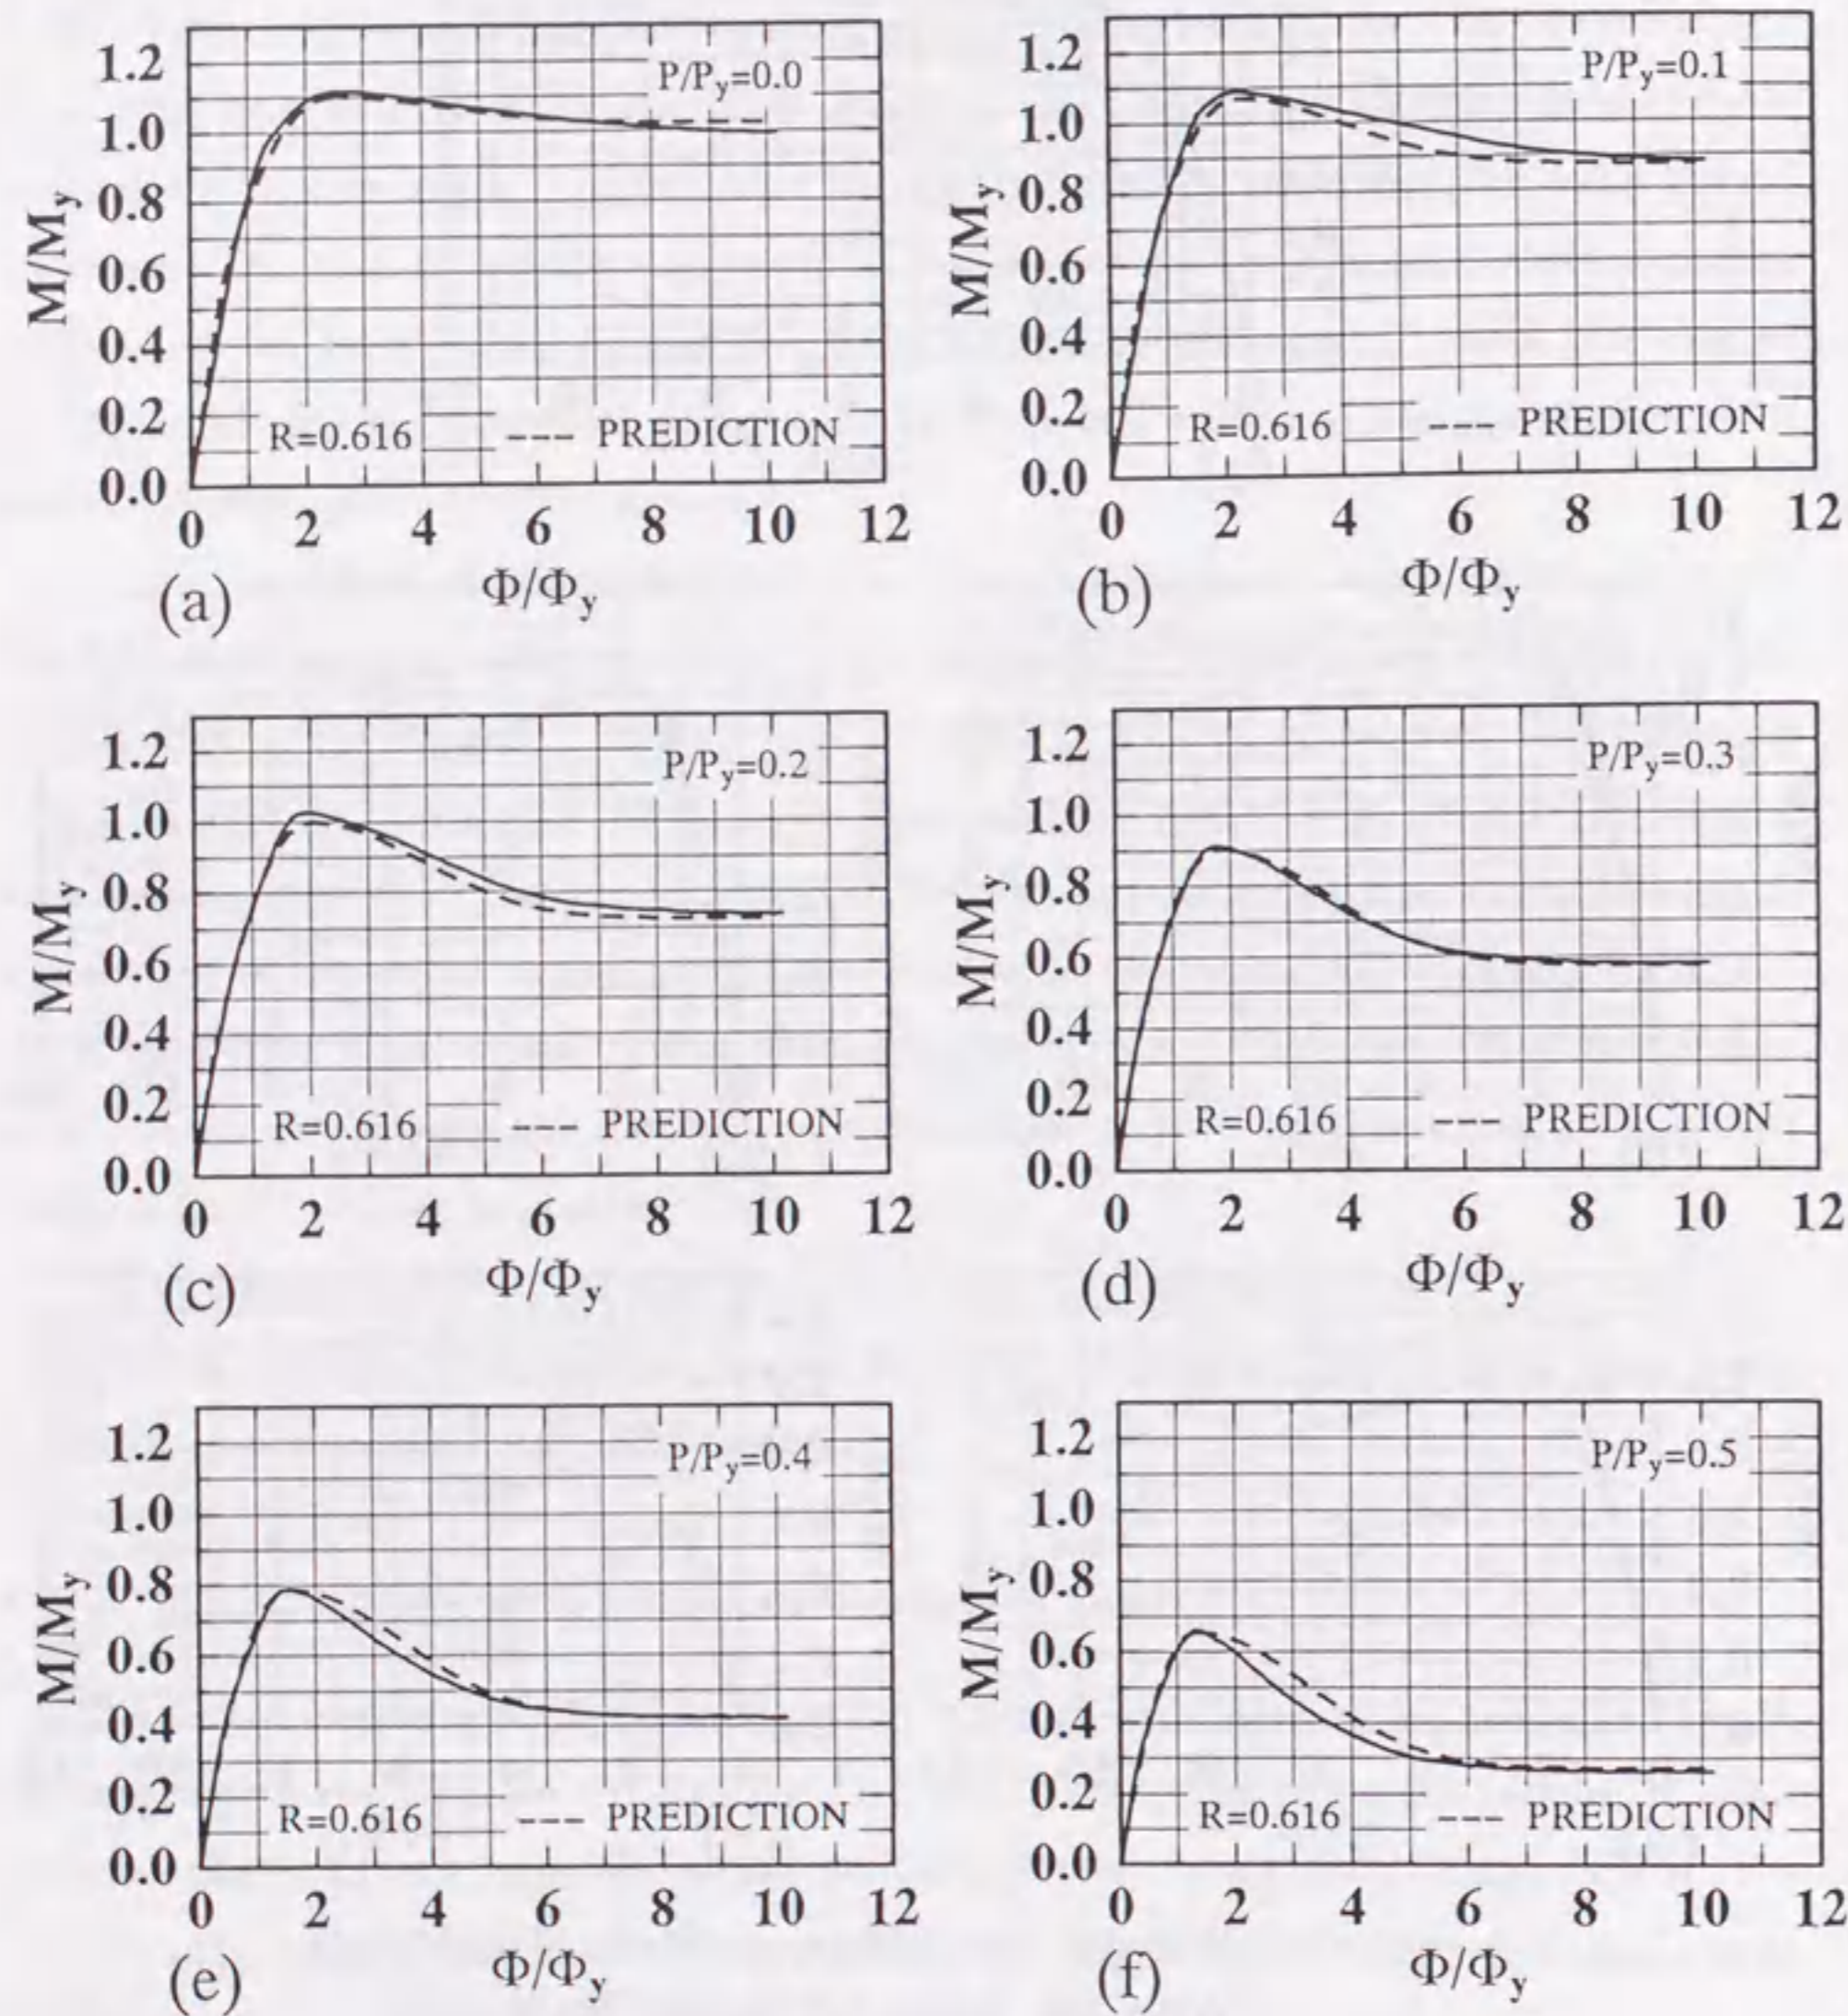 1.2
1.0
0.8
0.6
0.4
0.2
0.0
M/My
P/Py=0.0
R=0.616
--- PREDICTION
0 2 4 6 8 10 12
Φ/Φy
(a)
1.2
1.0
0.8
0.6
0.4
0.2
0.0
M/My
P/Py=0.1
R=0.616
--- PREDICTION
0 2 4 6 8 10 12
Φ/Φy
(b)
1.2
1.0
0.8
0.6
0.4
0.2
0.0
M/My
P/Py=0.2
R=0.616
--- PREDICTION
0 2 4 6 8 10 12
Φ/Φy
(c)
1.2
1.0
0.8
0.6
0.4
0.2
0.0
M/My
P/Py=0.3
R=0.616
--- PREDICTION
0 2 4 6 8 10 12
Φ/Φy
(d)
1.2
1.0
0.8
0.6
0.4
0.2
0.0
M/My
P/Py=0.4
R=0.616
--- PREDICTION
0 2 4 6 8 10 12
Φ/Φy
(e)
1.2
1.0
0.8
0.6
0.4
0.2
0.0
M/My
P/Py=0.5
R=0.616
--- PREDICTION
0 2 4 6 8 10 12
Φ/Φy
(f)